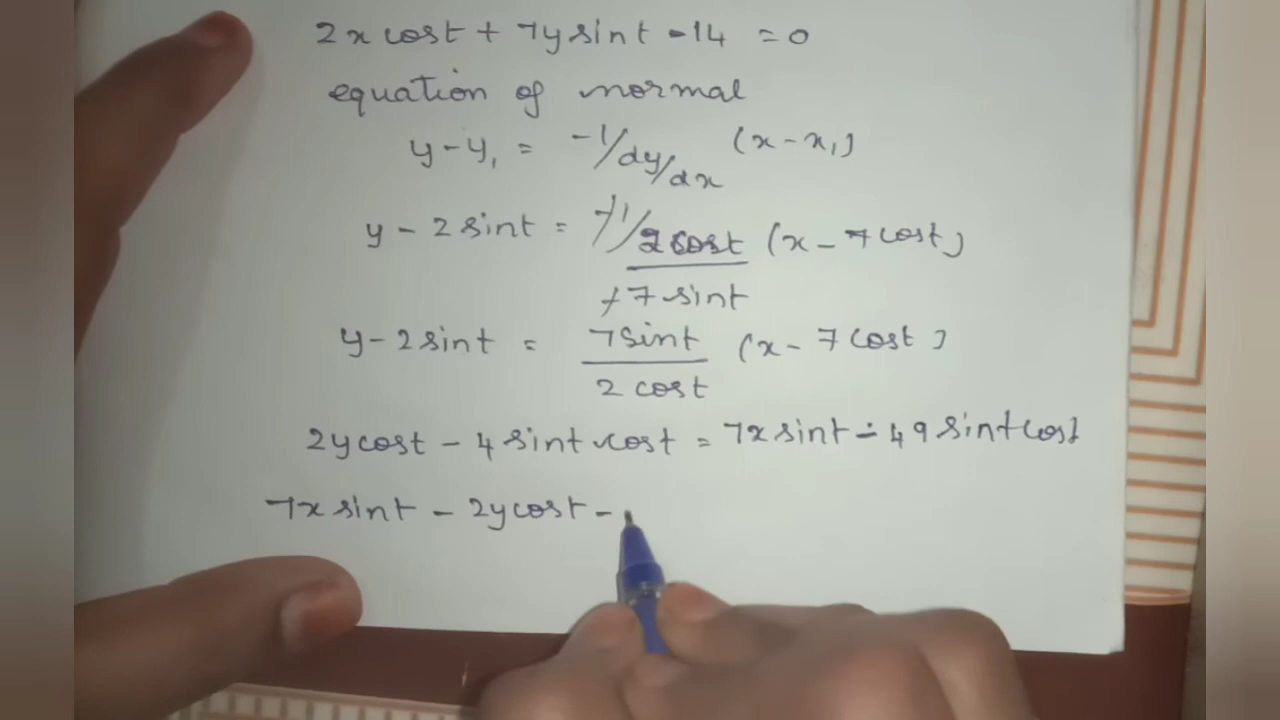 2x cost + 7y sint - 14 = 0
equation of normal
y - y₁ = -1/dy/dx (x - x₁)
y - 2 sint = -1/2 cost (x - 7 cost)
+7 sint
y - 2 sint = 7 sint (x - 7 cost)
2 cost
2y cost - 4 sint cost = 7x sint - 49 sint cost
7x sint - 2y cost -